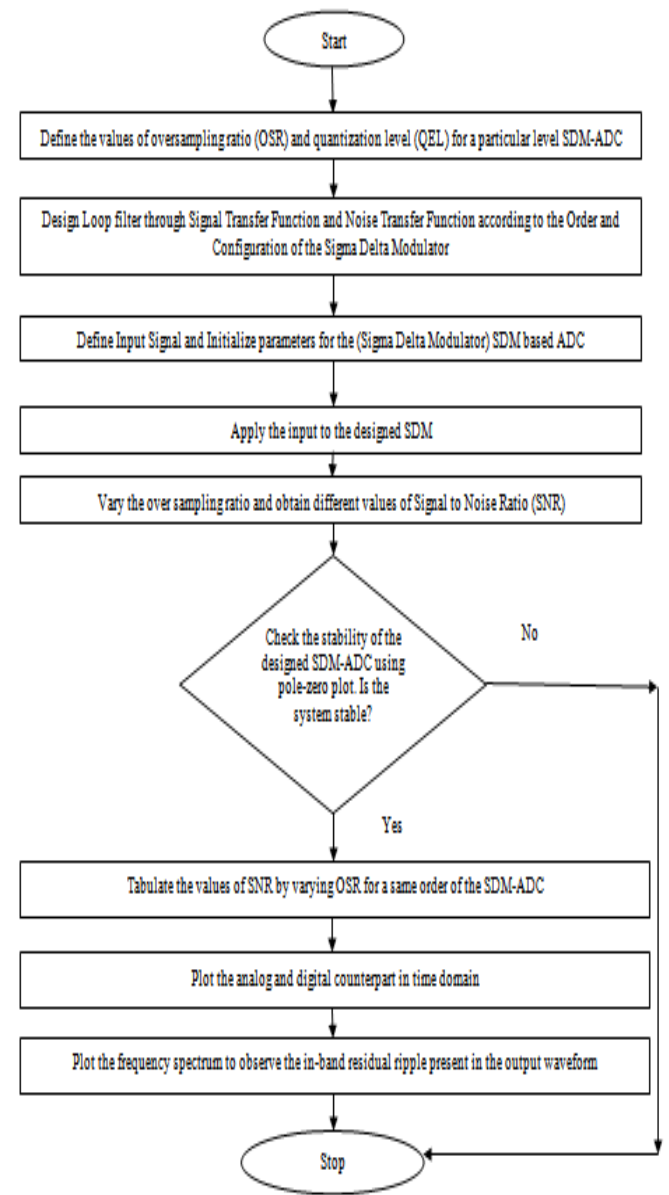 Start
Define the values of oversampling ratio (OSR) and quantization level (QEL) for a particular level SDM-ADC
Design Loop filter through Signal Transfer Function and Noise Transfer Function according to the Order and
Configuration of the Sigma Delta Modulator
Define Input Signal and Initialize parameters for the (Sigma Delta Modulator) SDM based ADC
Apply the input to the designed SDM
Vary the over sampling ratio and obtain different values of Signal to Noise Ratio (SNR)
Check the stability of the
designed SDM-ADC using
pole-zero plot. Is the
system stable?
No
Yes
Tabulate the values of SNR by varying OSR for a same order of the SDM-ADC
Plot the analog and digital counterpart in time domain
Plot the frequency spectrum to observe the in-band residual ripple present in the output waveform
Stop